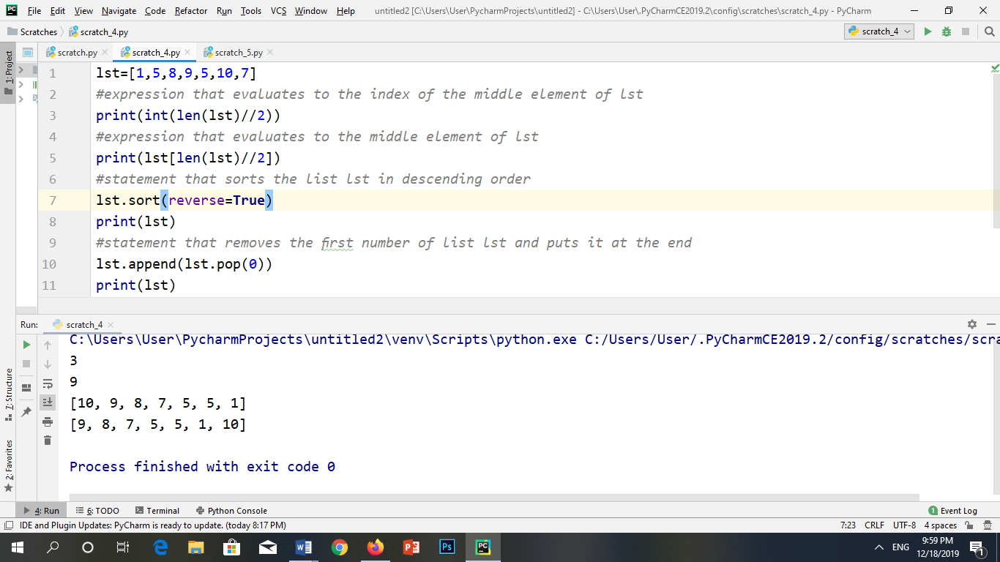 File Edit View Navigate Code Refactor Run Tools VCS Window Help untitled2 [C:\Users\User\PycharmProjects\untitled2] - C:\Users\User\.PyCharmCE2019.2\config\scratches\scratch_4.py - PyCharm
Scratches scratch_4.py scratch_4
1: Project
scratch.py scratch_4.py scratch_5.py
1 lst=[1,5,8,9,5,10,7]
2 #expression that evaluates to the index of the middle element of lst
3 print(int(len(lst)//2))
4 #expression that evaluates to the middle element of lst
5 print(lst[len(lst)//2])
6 #statement that sorts the list lst in descending order
7 lst.sort(reverse=True)
8 print(lst)
9 #statement that removes the first number of list lst and puts it at the end
10 lst.append(lst.pop(0))
11 print(lst)
Run: scratch_4
C:\Users\User\PycharmProjects\untitled2\venv\Scripts\python.exe C:/Users/User/.PyCharmCE2019.2/config/scratches/scra
3
9
[10, 9, 8, 7, 5, 5, 1]
[9, 8, 7, 5, 5, 1, 10]
Process finished with exit code 0
7: Structure
2: Favorites
4: Run 6: TODO Terminal Python Console 1 Event Log
IDE and Plugin Updates: PyCharm is ready to update. (today 8:17 PM) 7:23 CRLF UTF-8 4 spaces
ENG 9:59 PM
12/18/2019 1